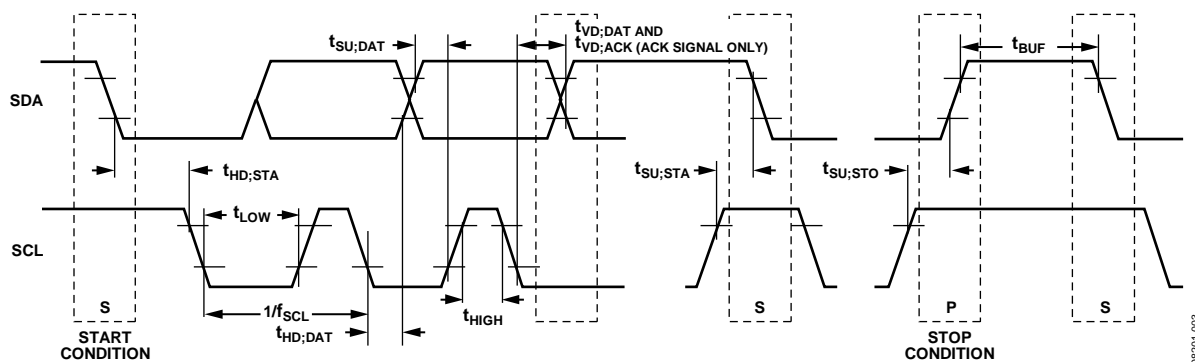 tVD;DAT AND
tVD;ACK (ACK SIGNAL ONLY)
tSU;DAT
tBUF
SDA
tHD;STA
tSU;STA
tSU;STO
tLOW
SCL
S
1/fSCL
tHIGH
S
P
S
tHD;DAT
START
CONDITION
STOP
CONDITION